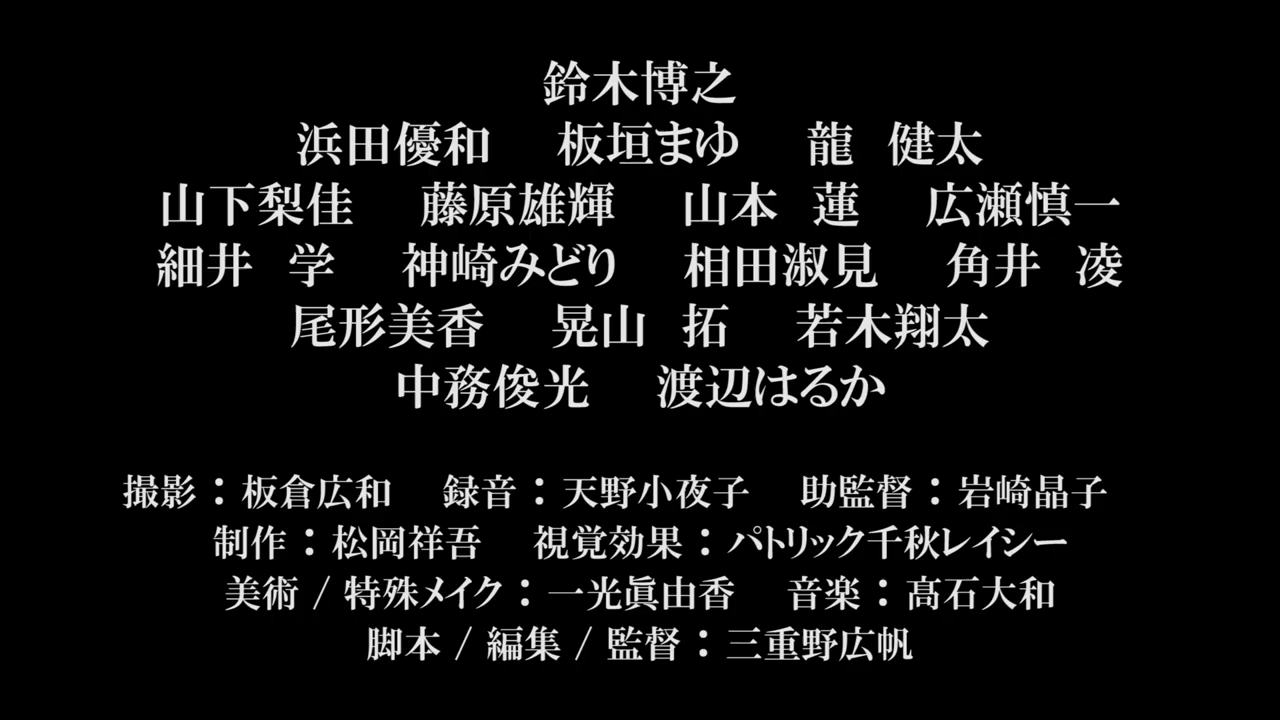 鈴木博之
浜田優和　板垣まゆ　龍　健太
山下梨佳　藤原雄輝　山本　蓮　広瀬慎一
細井　学　神崎みどり　相田淑見　角井　凌
尾形美香　晃山　拓　若木翔太
中務俊光　渡辺はるか
撮影：板倉広和　録音：天野小夜子　助監督：岩崎晶子
制作：松岡祥吾　視覚効果：パトリック千秋レイシー
美術 / 特殊メイク：一光眞由香　音楽：髙石大和
脚本 / 編集 / 監督：三重野広帆